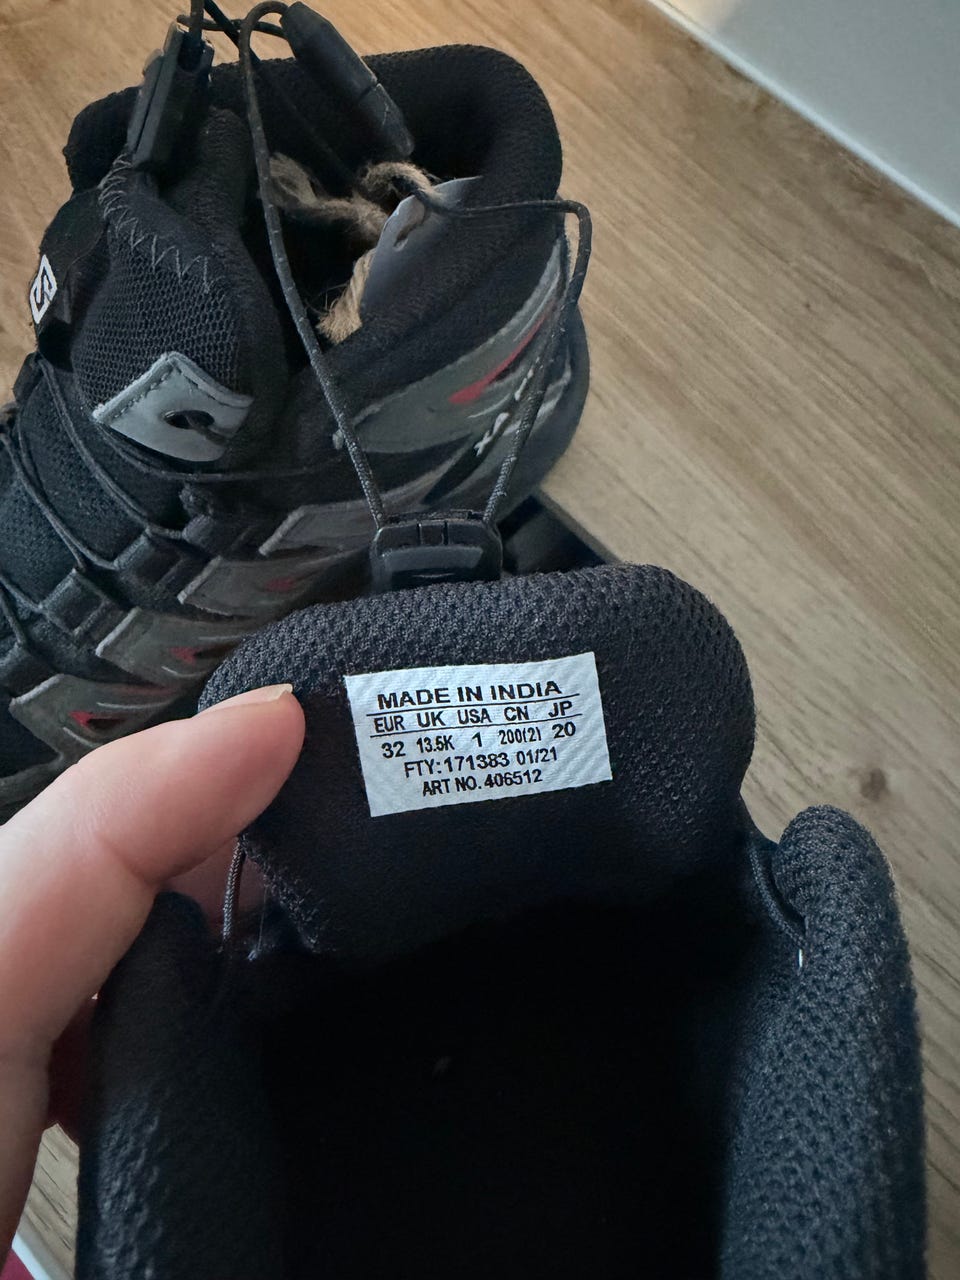 MADE IN INDIA
EUR UK USA CN JP
32 13.5K 1 200(2) 20
FTY:171383 01/21
ART NO. 406512